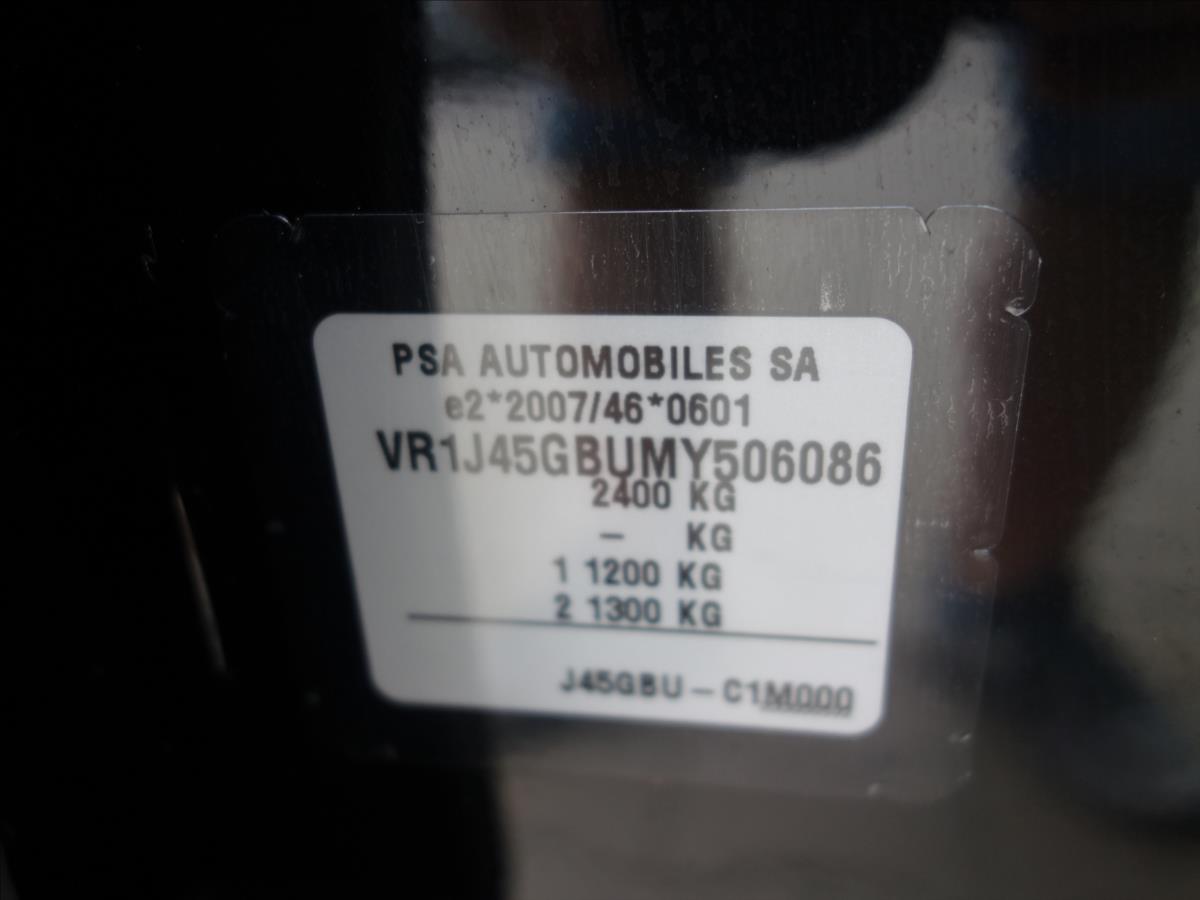 PSA AUTOMOBILES SA
e2*2007/46*0601
VR1J45GBUMY506086
2400 KG
- KG
1 1200 KG
2 1300 KG
J45GBU - C1M000